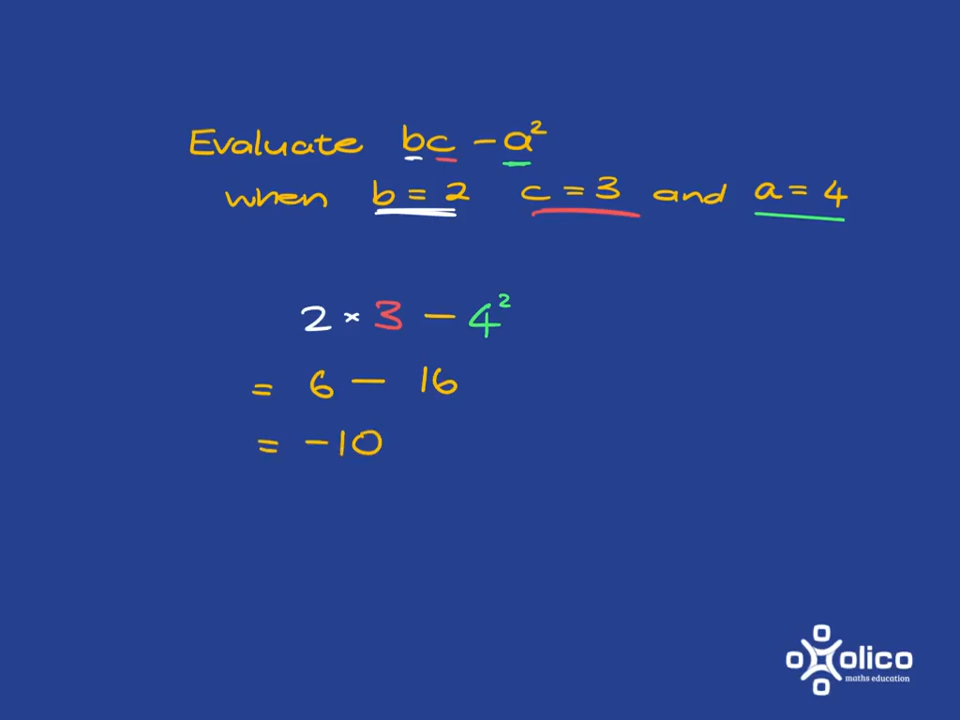 Evaluate bc - a²
when b = 2 c = 3 and a = 4
2 × 3 - 4²
= 6 - 16
= -10
olico
maths education